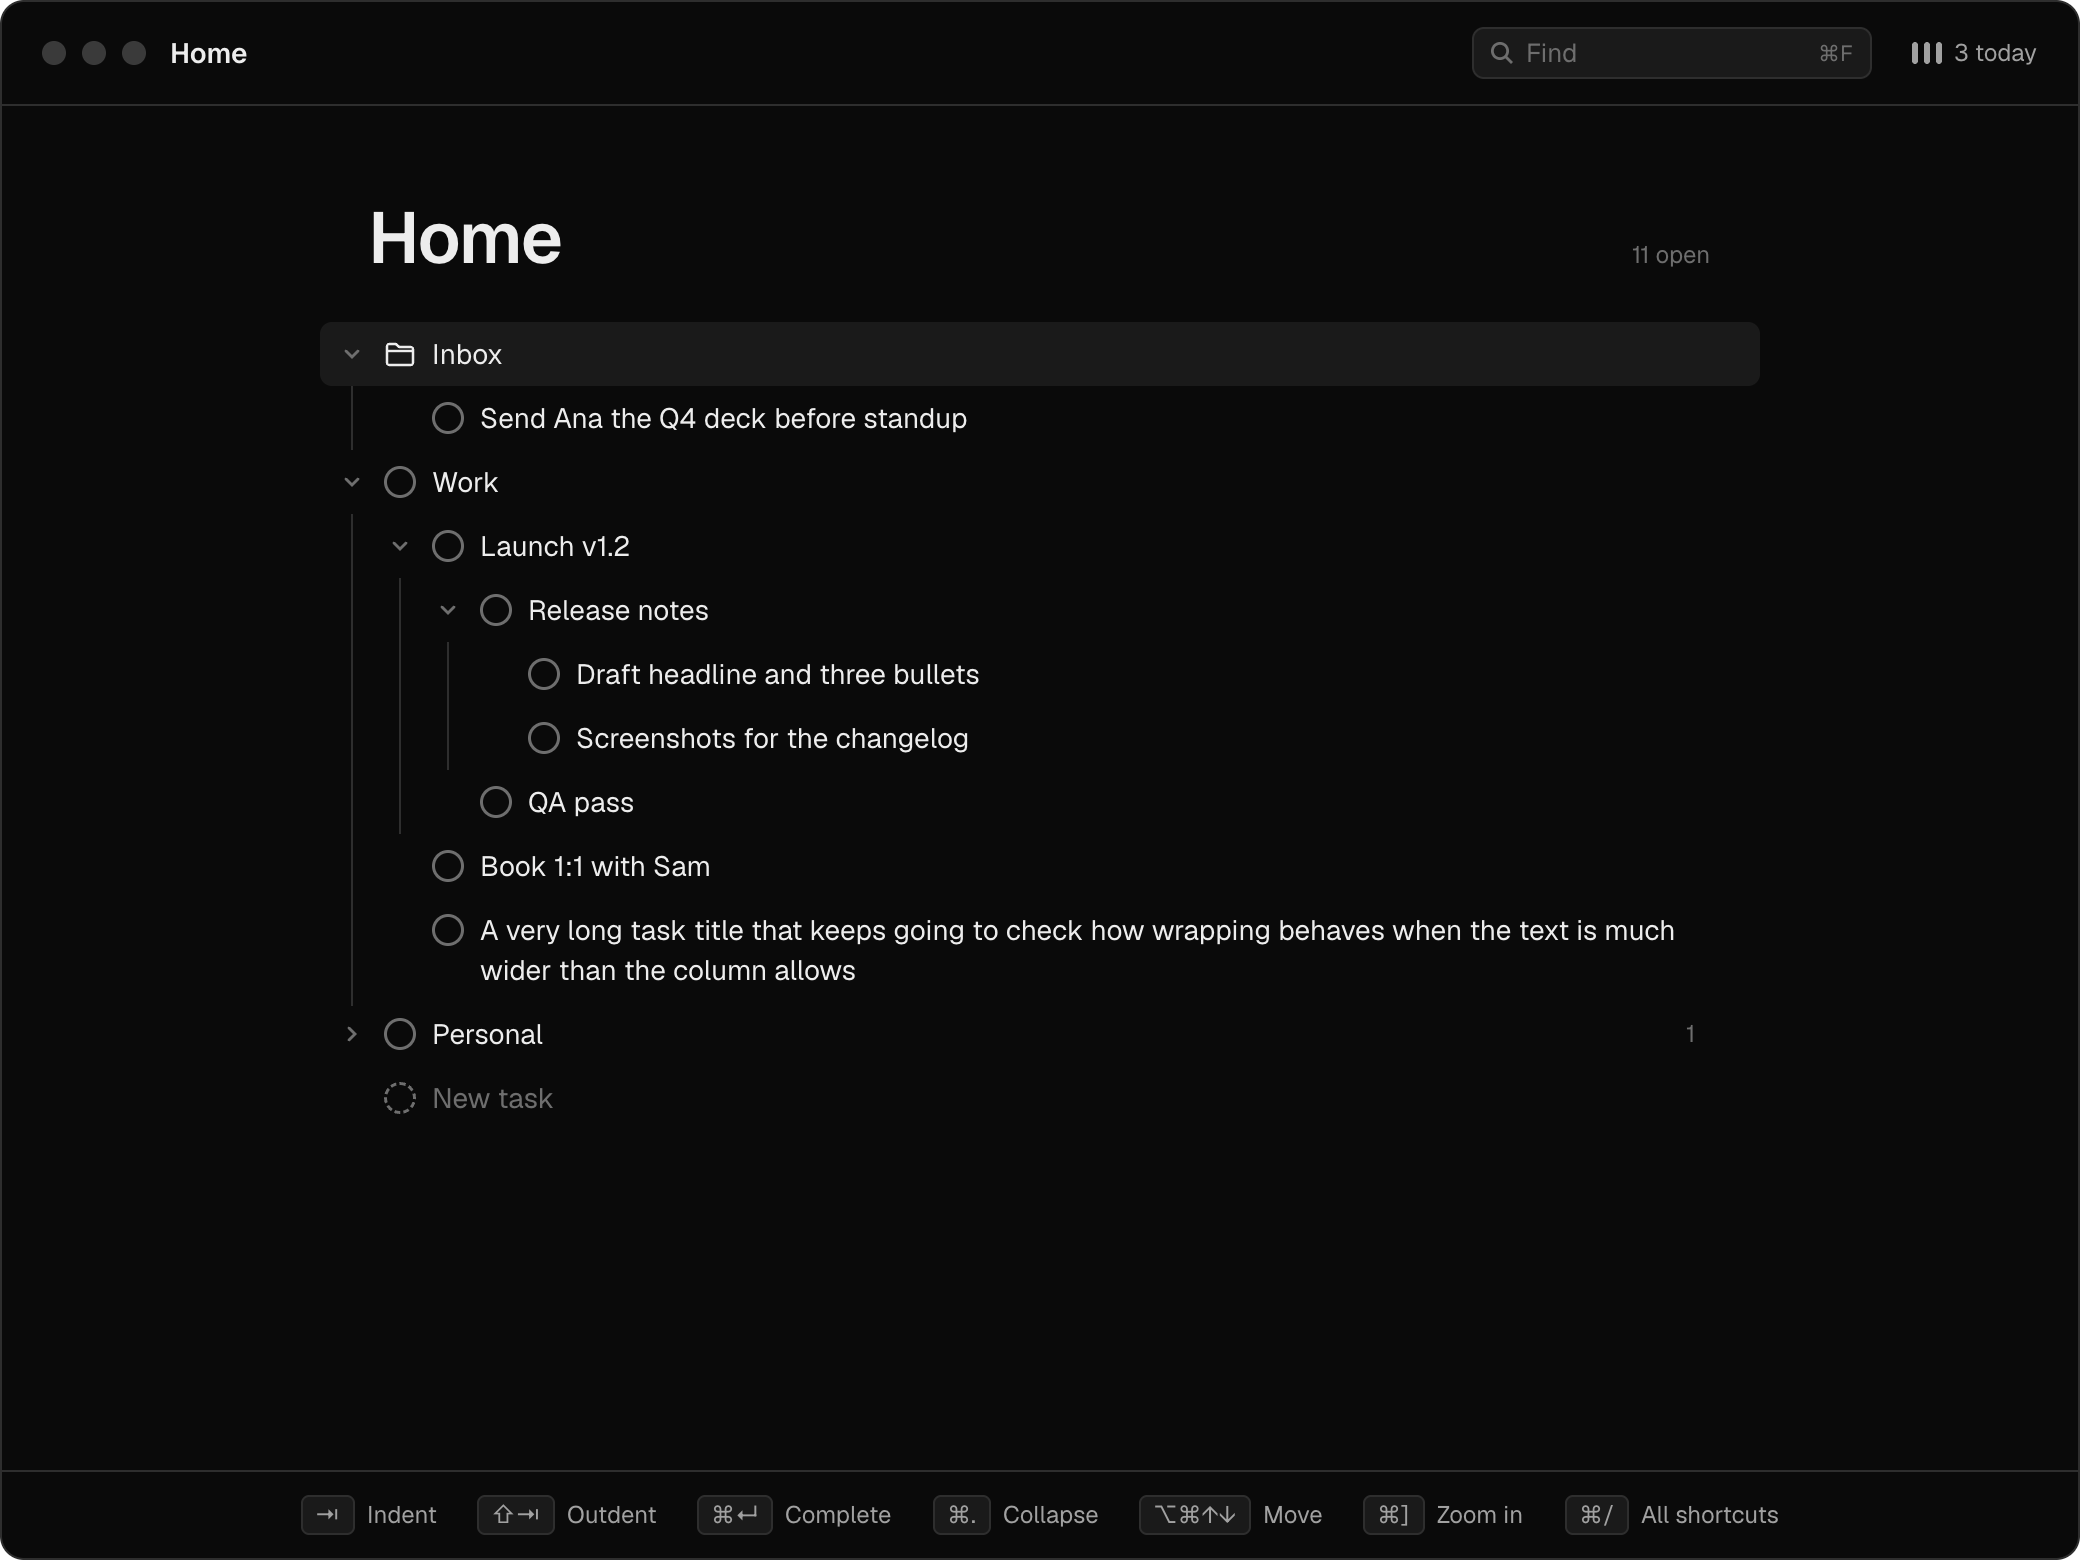 Home
Find ⌘F
3 today
Home
11 open
Inbox
Send Ana the Q4 deck before standup
Work
Launch v1.2
Release notes
Draft headline and three bullets
Screenshots for the changelog
QA pass
Book 1:1 with Sam
A very long task title that keeps going to check how wrapping behaves when the text is much
wider than the column allows
Personal 1
New task
⇥ Indent ⇧⇥ Outdent ⌘↵ Complete ⌘. Collapse ⌥⌘↑↓ Move ⌘] Zoom in ⌘/ All shortcuts